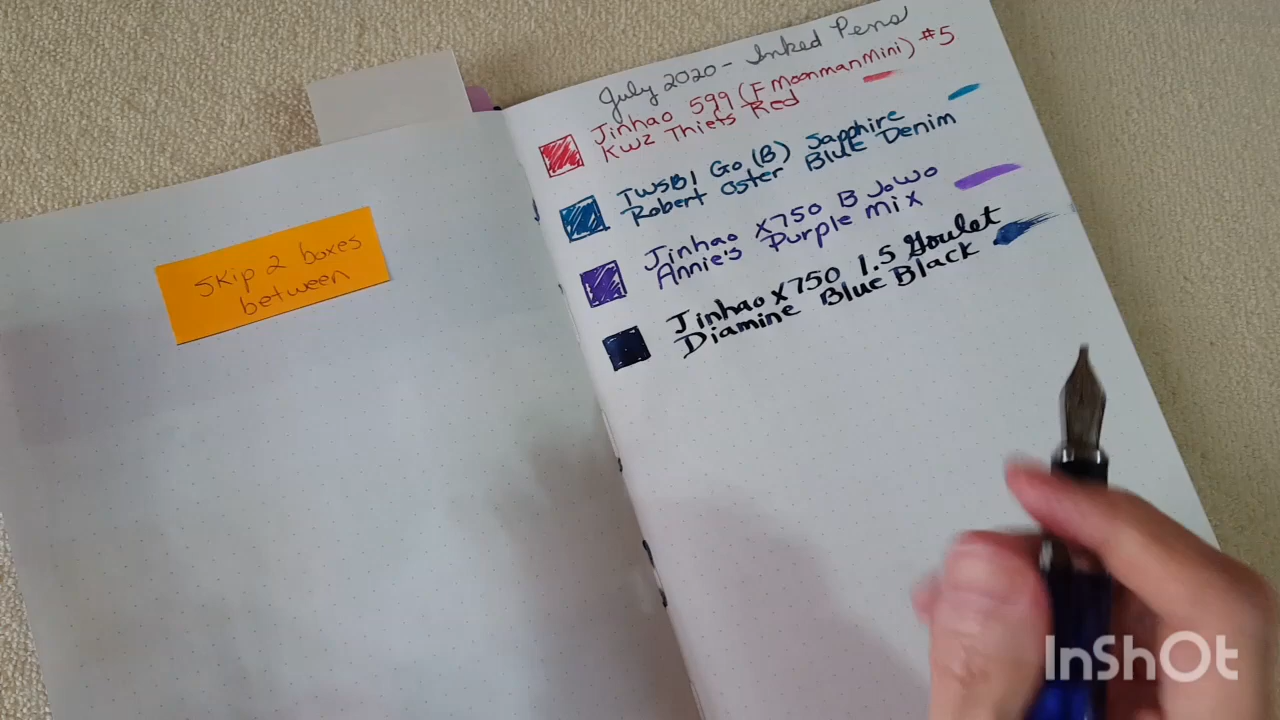 Skip 2 boxes
between
July 2020 - Inked Pens
Jinhao 599 (F Moonman Mini) #5
KWZ Thiefs Red
TWSBI Go (B) Sapphire
Robert Oster Blue Denim
Jinhao X750 B JoWo
Annie's Purple Mix
Jinhao X750 1.5 Goulet
Diamine Blue Black
InShOt